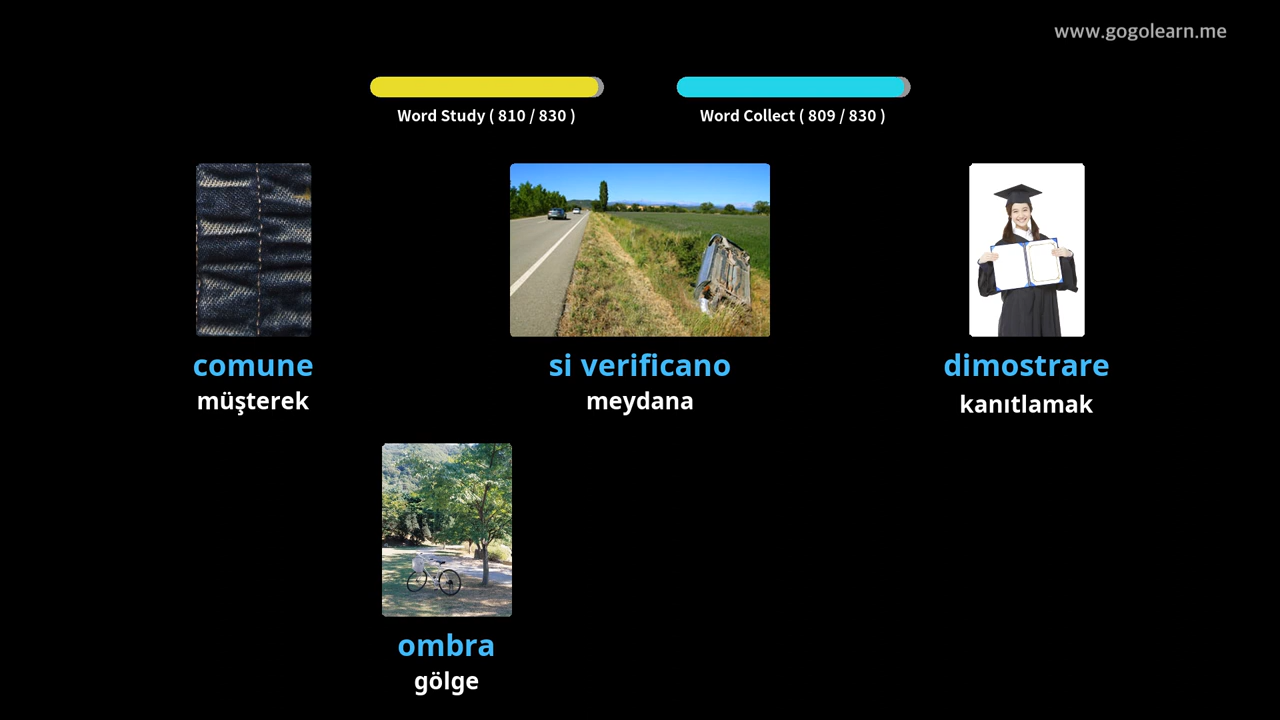 www.gogolearn.me
Word Study ( 810 / 830 )
Word Collect ( 809 / 830 )
comune
müşterek
si verificano
meydana
dimostrare
kanıtlamak
ombra
gölge